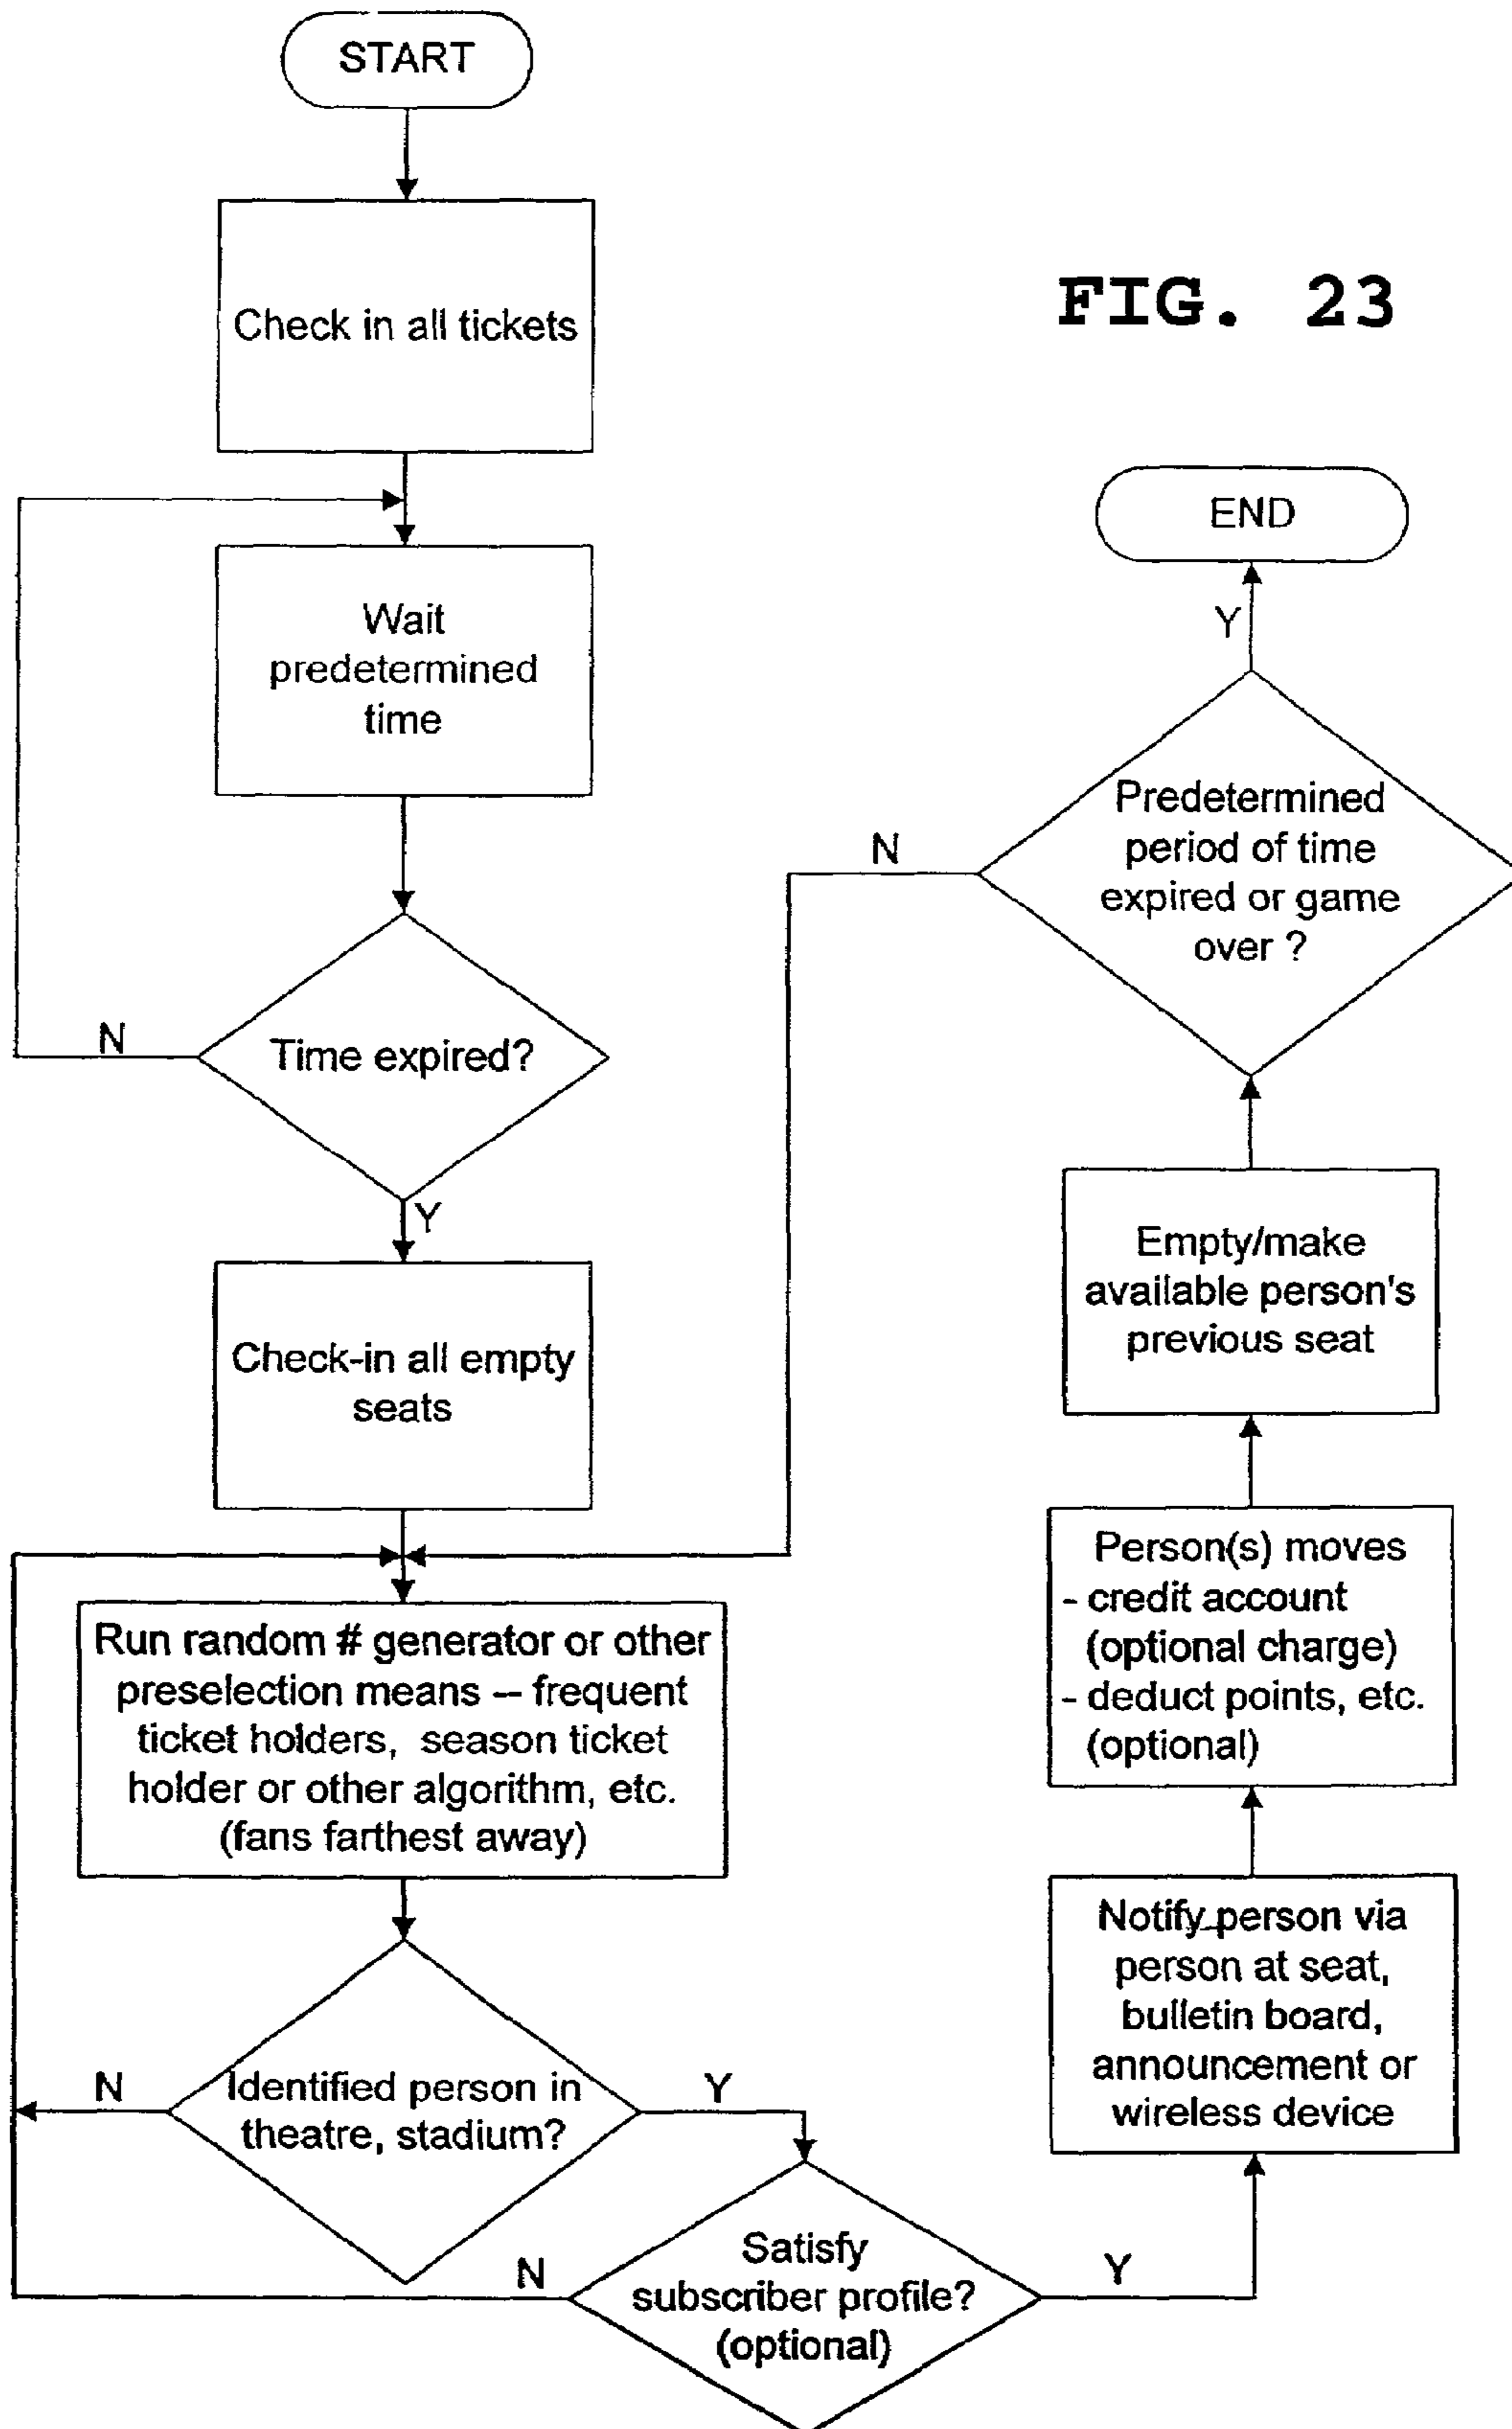 START
FIG. 23
Check in all tickets
Wait
predetermined
time
N
Time expired?
Y
Check-in all empty
seats
Run random # generator or other
preselection means -- frequent
ticket holders, season ticket
holder or other algorithm, etc.
(fans farthest away)
N
Identified person in
theatre, stadium?
Y
N
Satisfy
subscriber profile?
(optional)
Y
Notify person via
person at seat,
bulletin board,
announcement or
wireless device
Person(s) moves
- credit account
(optional charge)
- deduct points, etc.
(optional)
Empty/make
available person's
previous seat
Predetermined
period of time
expired or game
over ?
N
Y
END